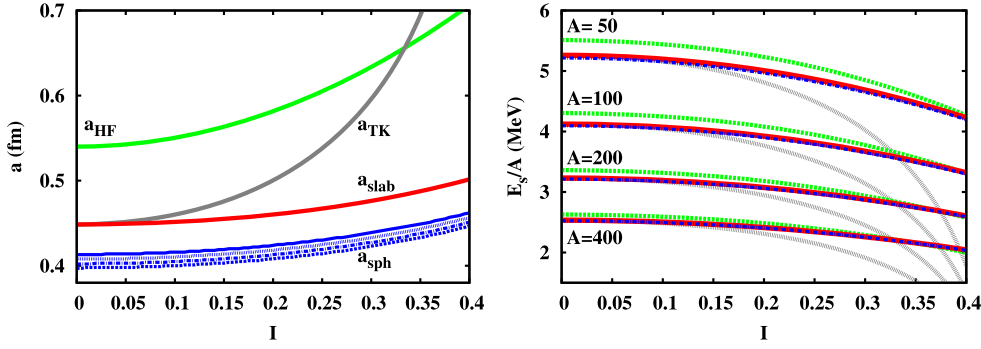 0.7
0.6
0.5
0.4
a (fm)
a_HF
a_TK
a_slab
a_sph
0 0.05 0.1 0.15 0.2 0.25 0.3 0.35 0.4
I
6
5
4
3
2
E_s/A (MeV)
A= 50
A=100
A=200
A=400
0 0.05 0.1 0.15 0.2 0.25 0.3 0.35 0.4
I